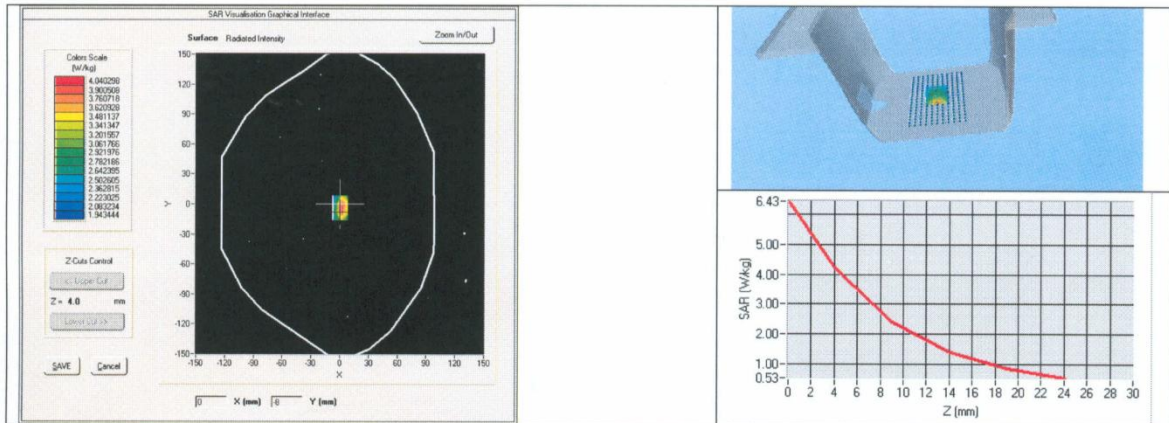 SAR Visualisation Graphical Interface
Surface Radiated Intensity
Zoom In/Out
Colors Scale
(W/kg)
4.040298
3.900508
3.760718
3.620928
3.481137
3.341347
3.201557
3.061766
2.921976
2.782186
2.642395
2.502605
2.362815
2.223025
2.083234
1.943444
Z-Cuts Control
<< Upper Cut
Z = 4.0 mm
Lower Cut >>
SAVE Cancel
150
120
90
60
30
0
-30
-60
-90
-120
-150
Y
-150 -120 -90 -60 -30 0 30 60 90 120 150
X
0 X (mm) -8 Y (mm)
6.43
5.00
4.00
3.00
2.00
1.00
0.53
SAR (W/kg)
0 2 4 6 8 10 12 14 16 18 20 22 24 26 28 30
Z (mm)